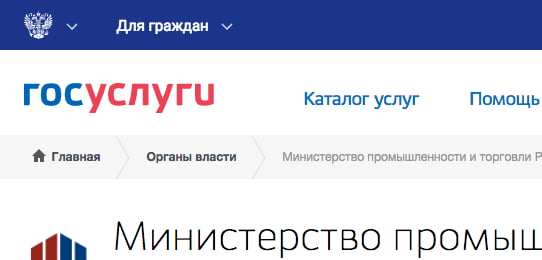 Для граждан
госуслуги
Каталог услуг Помощь
Главная Органы власти Министерство промышленности и торговли Р
Министерство промыш